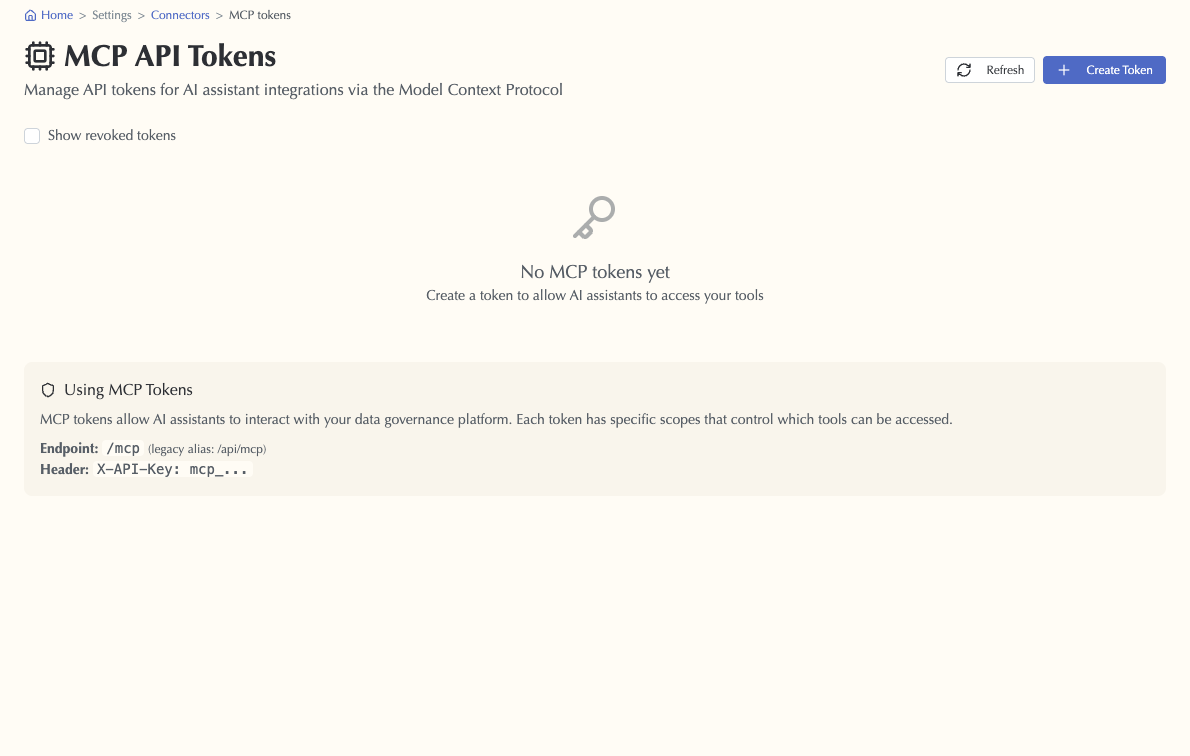 Home > Settings > Connectors > MCP tokens
MCP API Tokens
Manage API tokens for AI assistant integrations via the Model Context Protocol
Refresh
Create Token
Show revoked tokens
No MCP tokens yet
Create a token to allow AI assistants to access your tools
Using MCP Tokens
MCP tokens allow AI assistants to interact with your data governance platform. Each token has specific scopes that control which tools can be accessed.
Endpoint: /mcp (legacy alias: /api/mcp)
Header: X-API-Key: mcp_...